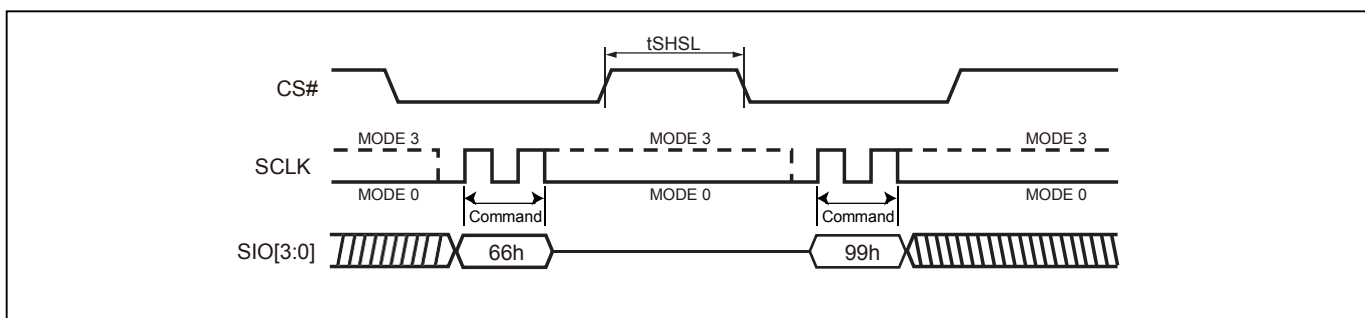 tSHSL
CS#
MODE 3 MODE 3 MODE 3
SCLK
MODE 0 MODE 0 MODE 0
Command Command
SIO[3:0] 66h 99h